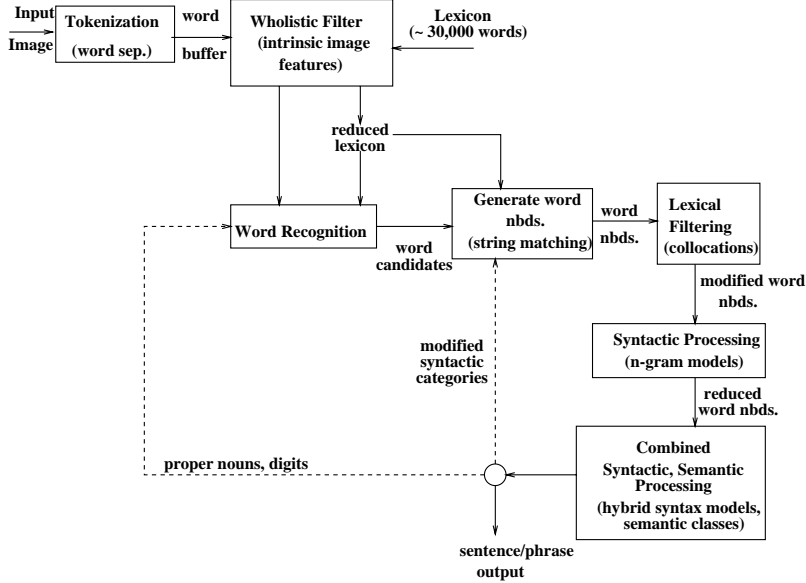 Input
Image
Tokenization
(word sep.)
word
buffer
Wholistic Filter
(intrinsic image
features)
Lexicon
(~ 30,000 words)
reduced
lexicon
Word Recognition
word
candidates
Generate word
nbds.
(string matching)
word
nbds.
Lexical
Filtering
(collocations)
modified word
nbds.
Syntactic Processing
(n-gram models)
reduced
word nbds.
Combined
Syntactic, Semantic
Processing
(hybrid syntax models,
semantic classes)
modified
syntactic
categories
proper nouns, digits
sentence/phrase
output